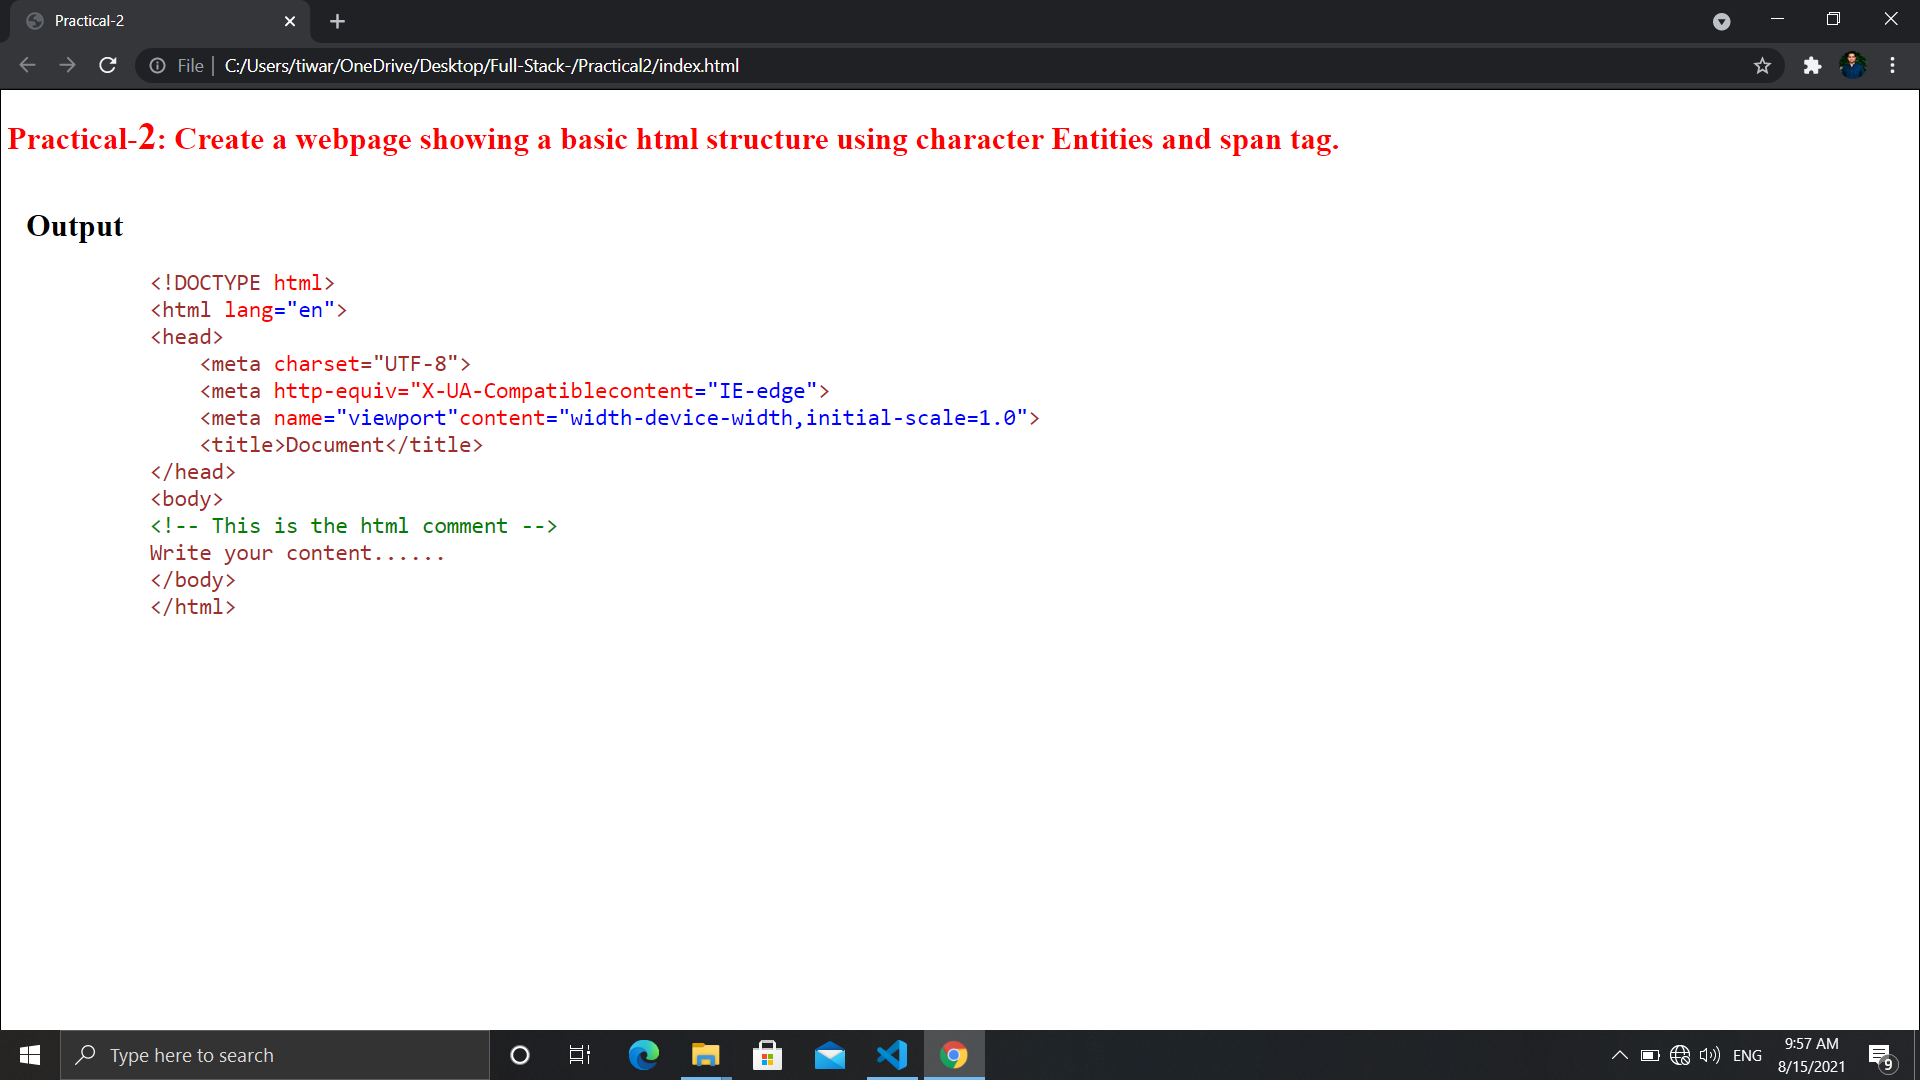 Practical-2
File
C:/Users/tiwar/OneDrive/Desktop/Full-Stack-/Practical2/index.html
Practical-2: Create a webpage showing a basic html structure using character Entities and span tag.
Output
<!DOCTYPE html>
<html lang="en">
<head>
    <meta charset="UTF-8">
    <meta http-equiv="X-UA-Compatiblecontent="IE-edge">
    <meta name="viewport"content="width-device-width,initial-scale=1.0">
    <title>Document</title>
</head>
<body>
<!-- This is the html comment -->
Write your content......
</body>
</html>
Type here to search
ENG
9:57 AM
8/15/2021
9